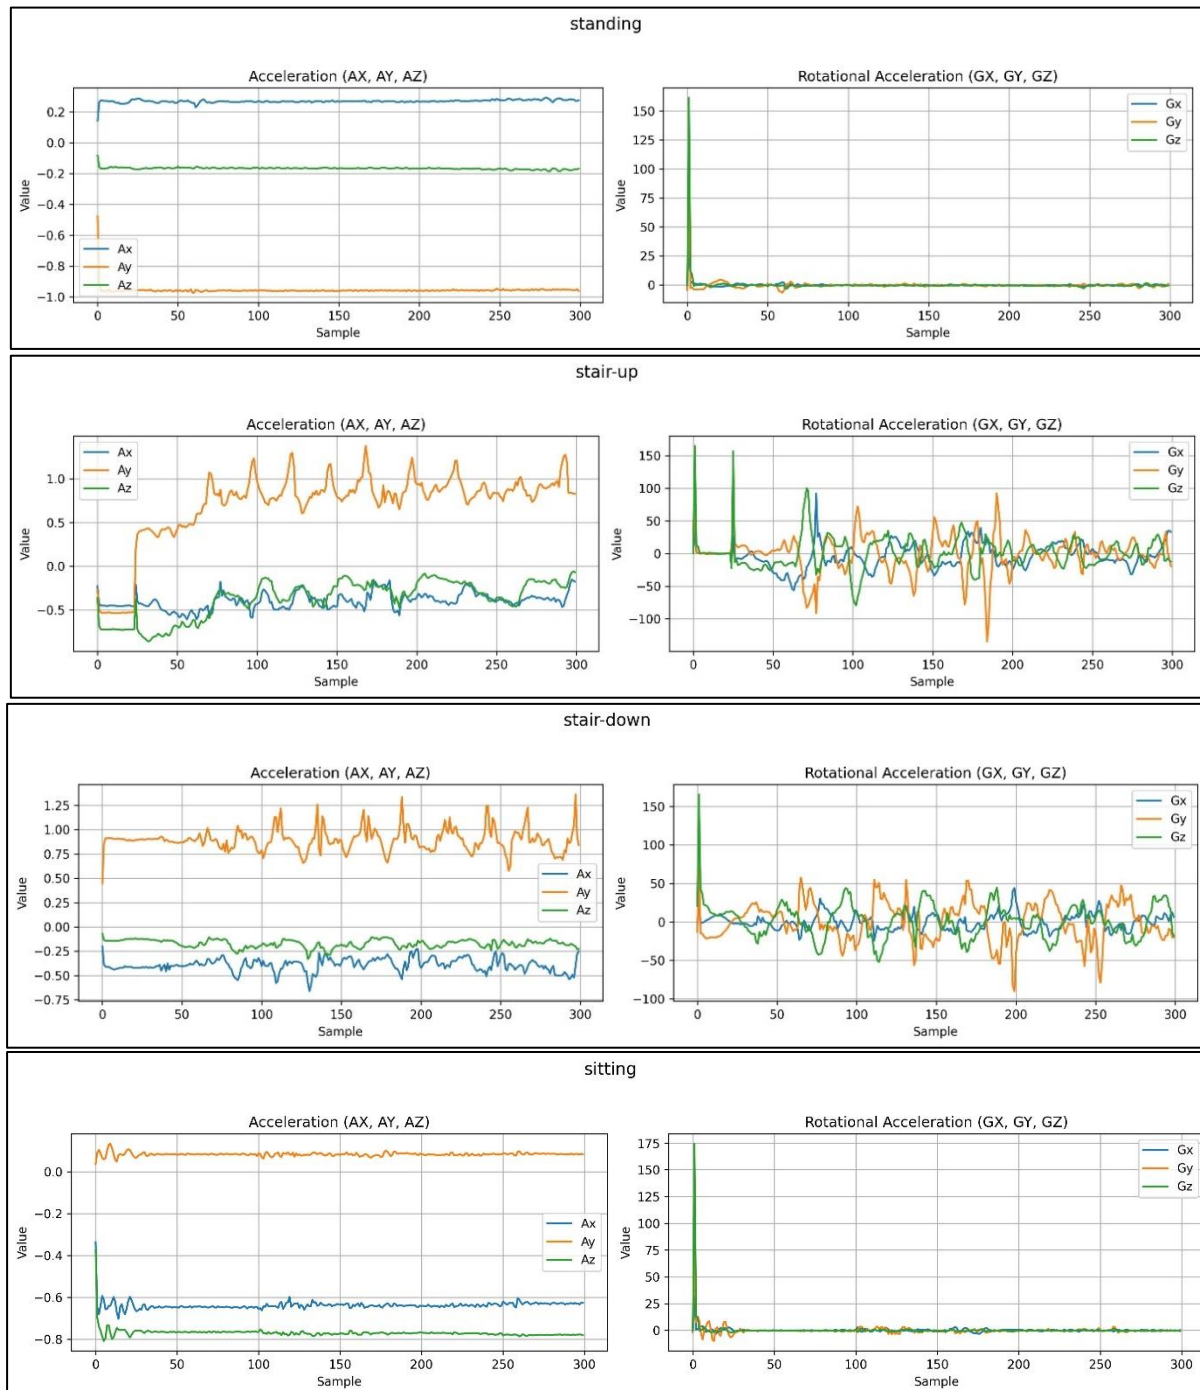 standing
Acceleration (AX, AY, AZ)
0.2
0.0
−0.2
−0.4
−0.6
−0.8
−1.0
Value
Ax
Ay
Az
0 50 100 150 200 250 300
Sample
Rotational Acceleration (GX, GY, GZ)
150
125
100
75
50
25
0
Value
Gx
Gy
Gz
0 50 100 150 200 250 300
Sample
stair-up
Acceleration (AX, AY, AZ)
1.0
0.5
0.0
−0.5
Value
Ax
Ay
Az
0 50 100 150 200 250 300
Sample
Rotational Acceleration (GX, GY, GZ)
150
100
50
0
−50
−100
Value
Gx
Gy
Gz
0 50 100 150 200 250 300
Sample
stair-down
Acceleration (AX, AY, AZ)
1.25
1.00
0.75
0.50
0.25
0.00
−0.25
−0.50
−0.75
Value
Ax
Ay
Az
0 50 100 150 200 250 300
Sample
Rotational Acceleration (GX, GY, GZ)
150
100
50
0
−50
−100
Value
Gx
Gy
Gz
0 50 100 150 200 250 300
Sample
sitting
Acceleration (AX, AY, AZ)
0.0
−0.2
−0.4
−0.6
−0.8
Value
Ax
Ay
Az
0 50 100 150 200 250 300
Sample
Rotational Acceleration (GX, GY, GZ)
175
150
125
100
75
50
25
0
Value
Gx
Gy
Gz
0 50 100 150 200 250 300
Sample